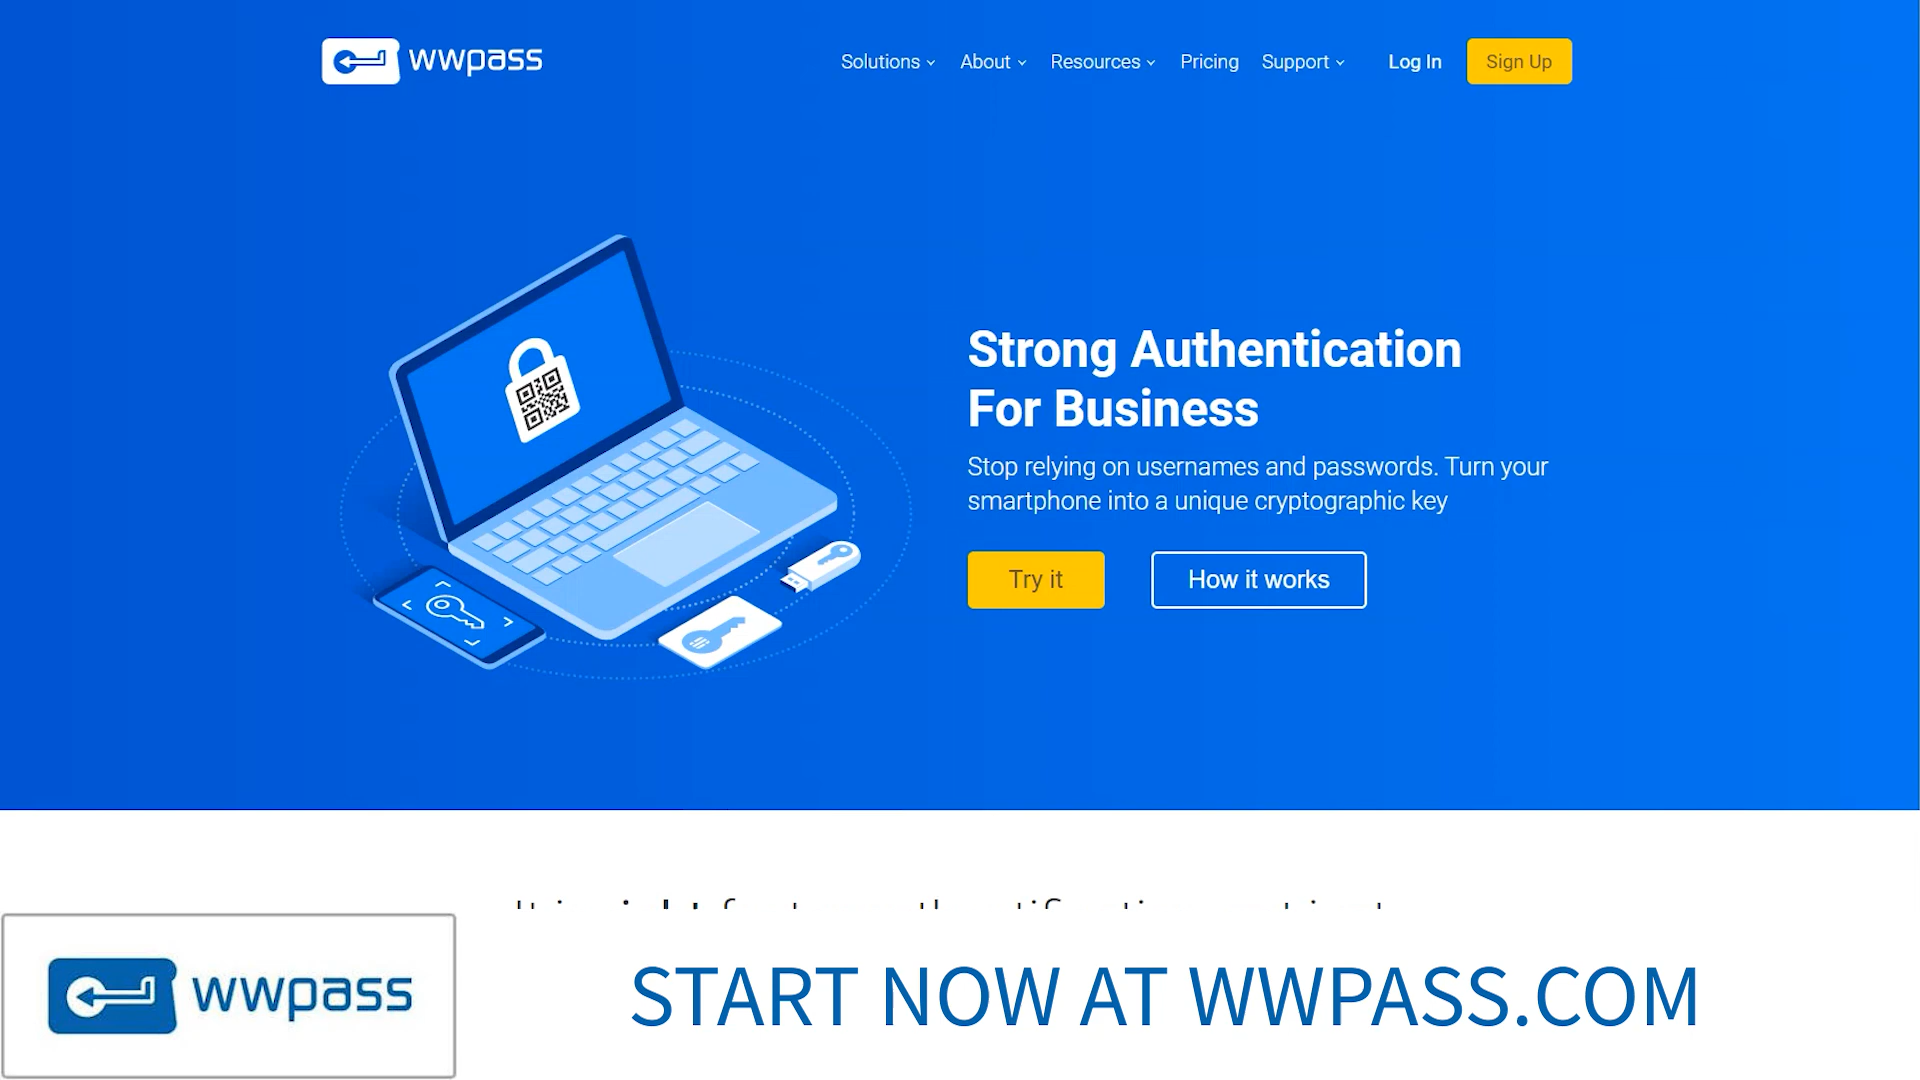 wwpass
Solutions About Resources Pricing Support Log In Sign Up
Strong Authentication
For Business
Stop relying on usernames and passwords. Turn your
smartphone into a unique cryptographic key
Try it How it works
wwpass
START NOW AT WWPASS.COM